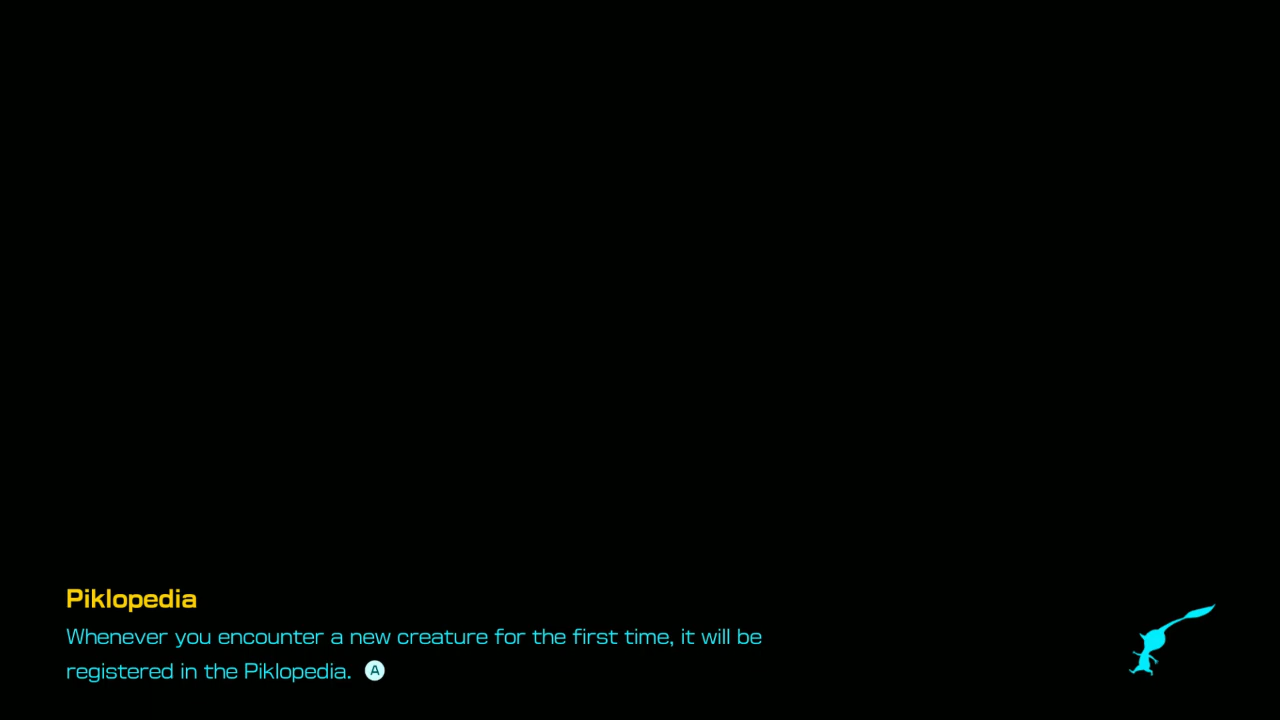 Piklopedia
Whenever you encounter a new creature for the first time, it will be
registered in the Piklopedia. A